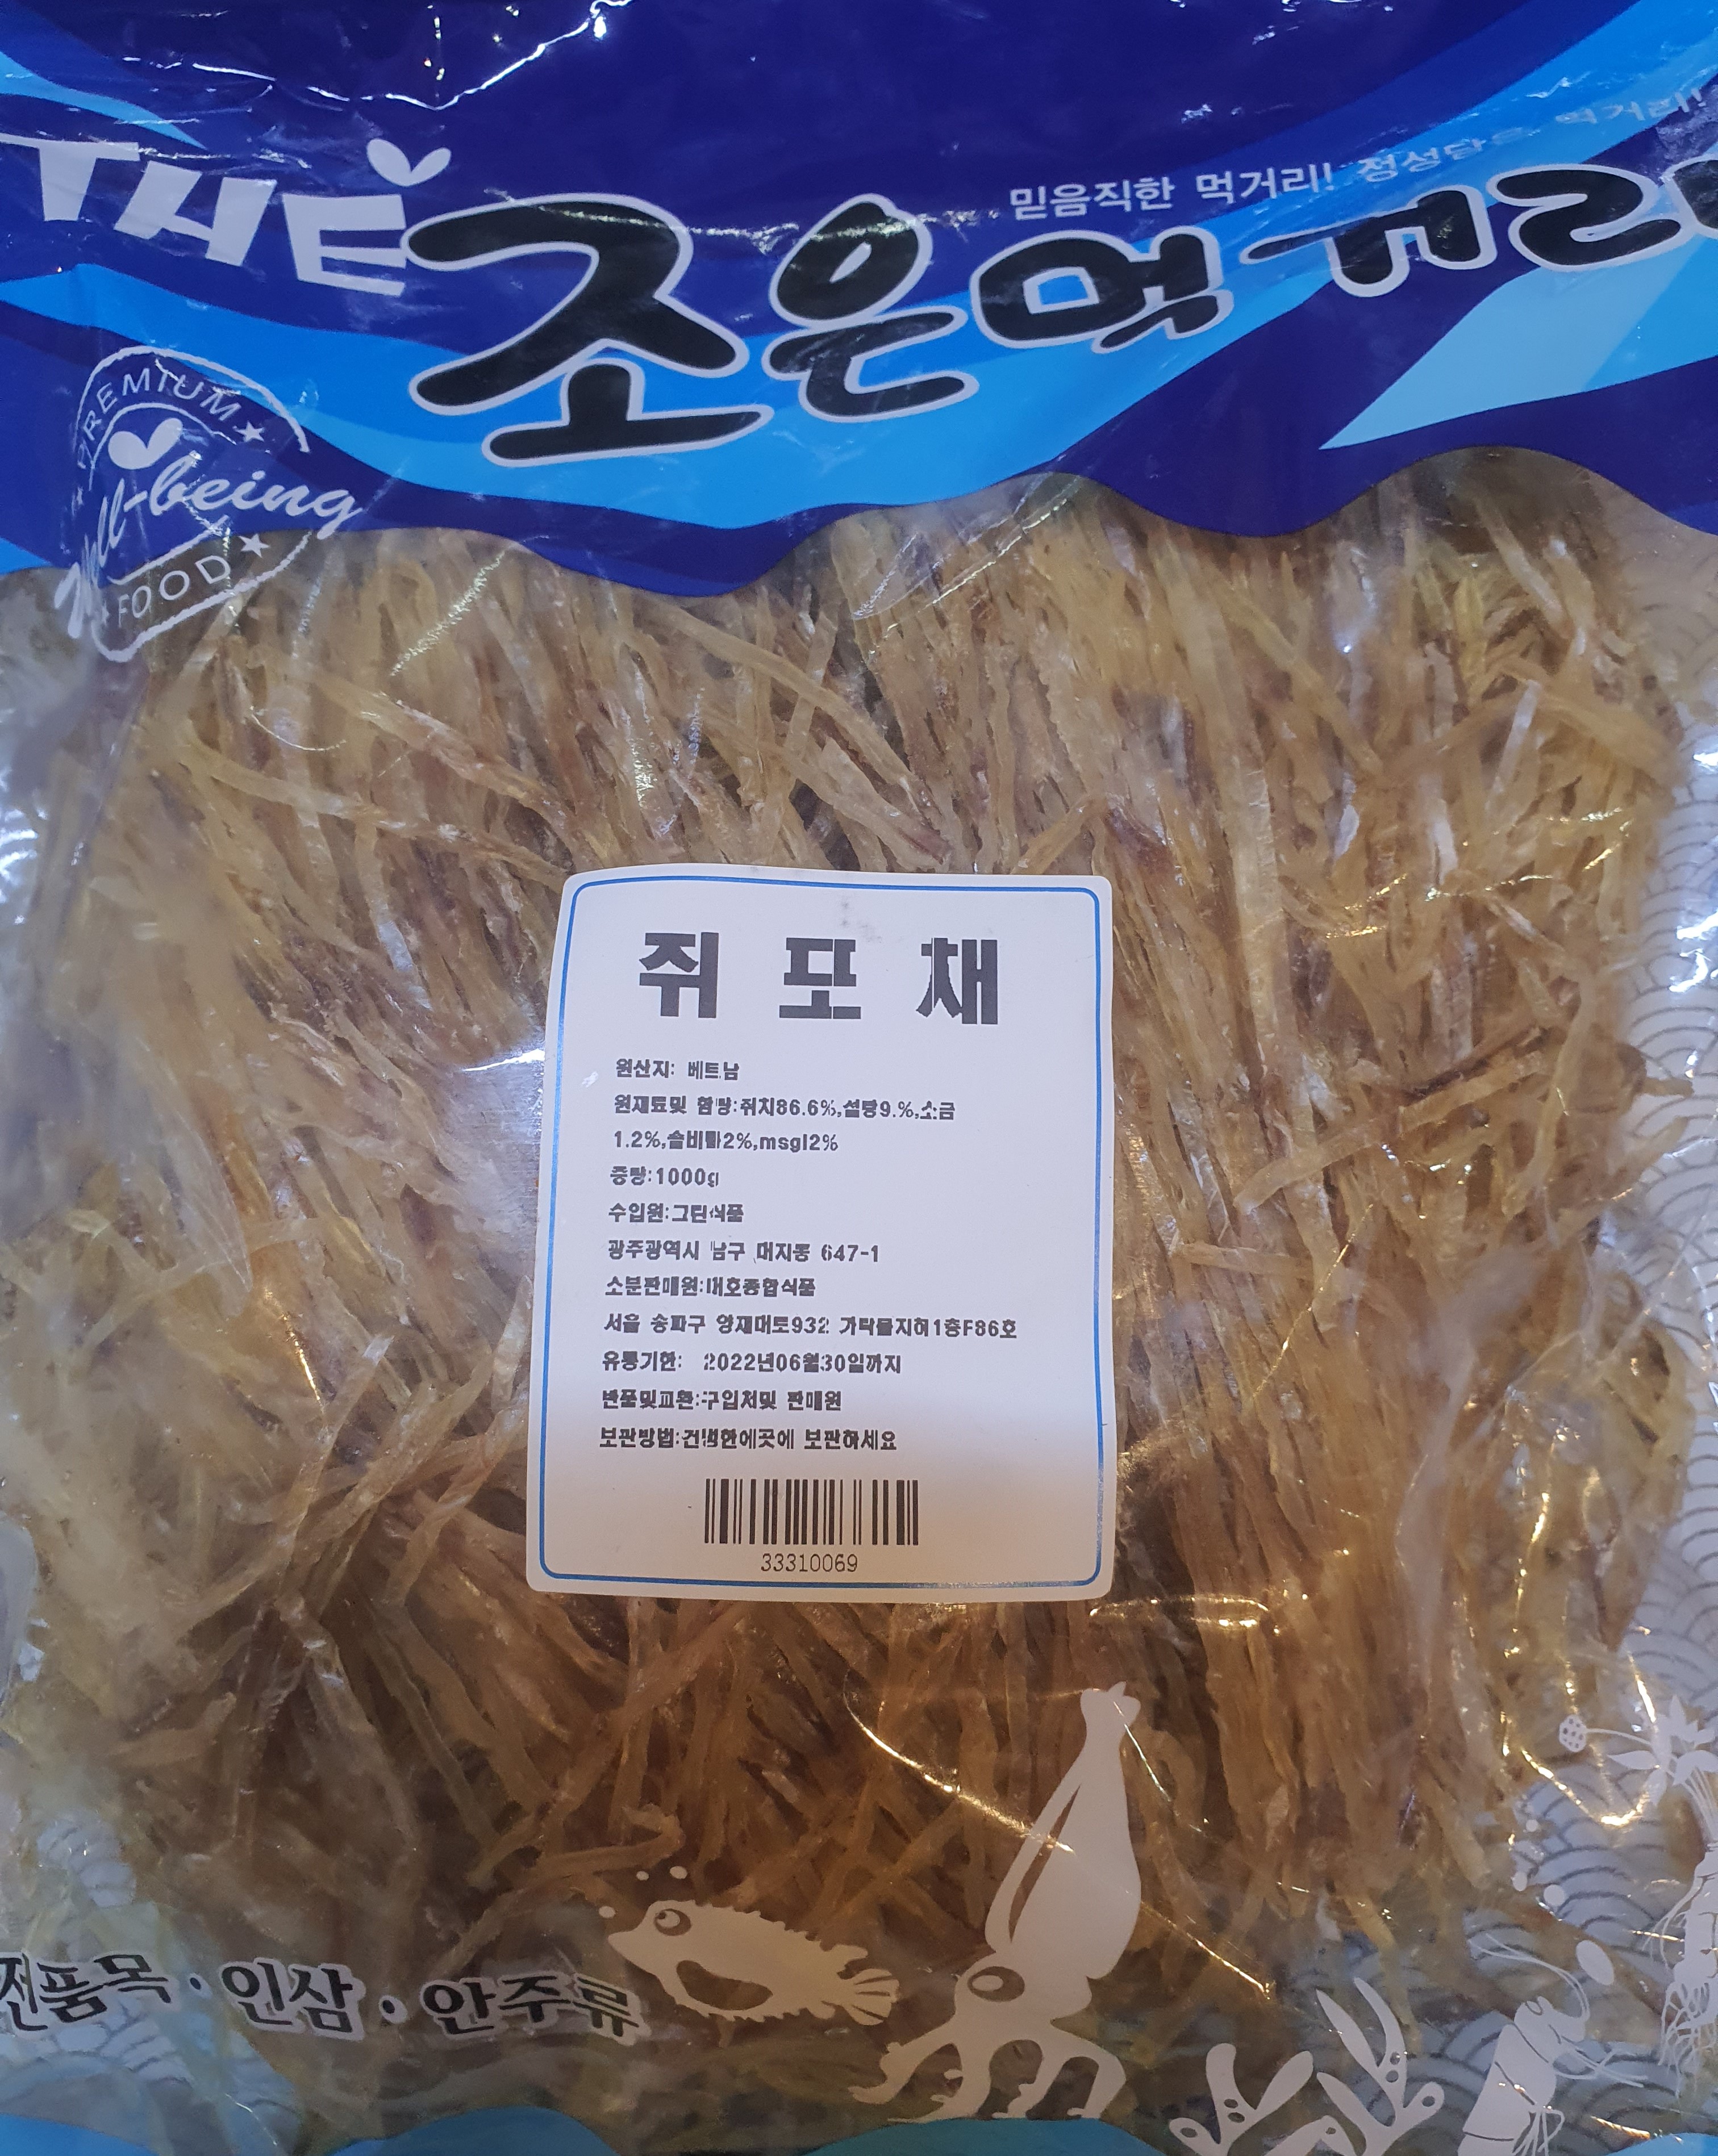 THE 조은먹거리
믿음직한 먹거리! 정성담은 먹거리!
PREMIUM
Well-being
FOOD
쥐 포 채
원산지: 베트남
원재료및 함량:쥐치86.6%,설탕9.%,소금
1.2%,솔비톨2%,msgl2%
중량:1000g
수입원:그린식품
광주광역시 남구 대지동 647-1
소분판매원:대호종합식품
서울 송파구 양재대로932 가락몰지하1층F86호
유통기한: 2022년06월30일까지
반품및교환:구입처및 판매원
보관방법:건냉한에곳에 보관하세요
33310069
전품목·인삼·안주류